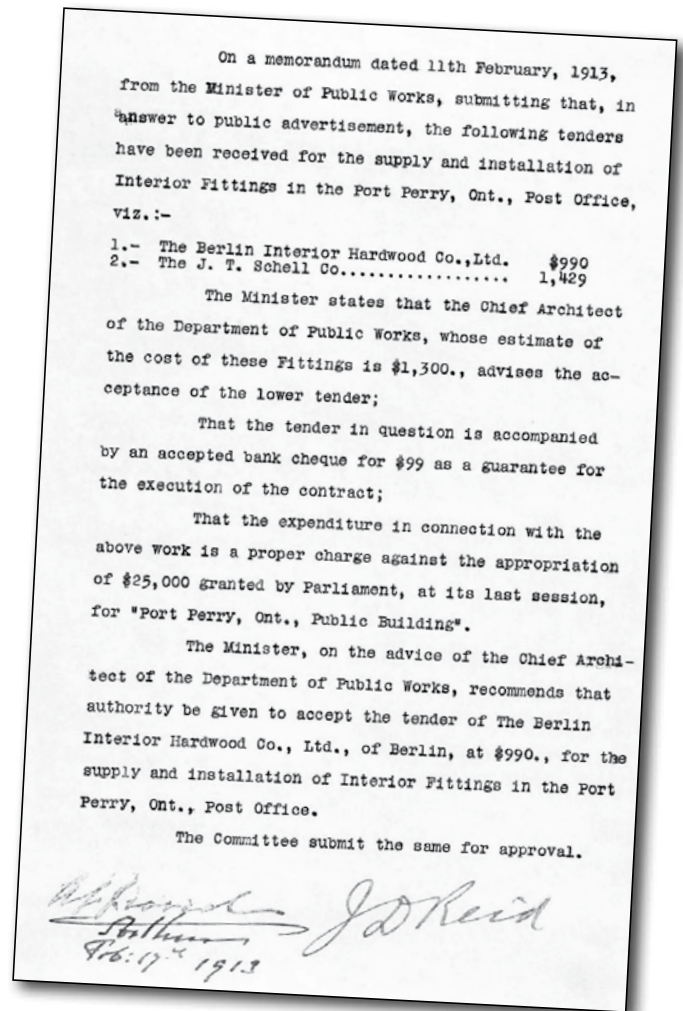 On a memorandum dated 11th February, 1913,
from the Minister of Public Works, submitting that, in
answer to public advertisement, the following tenders
have been received for the supply and installation of
Interior Fittings in the Port Perry, Ont., Post Office,
viz.:-
1.- The Berlin Interior Hardwood Co.,Ltd. $990
2.- The J. T. Schell Co.................. 1,429
The Minister states that the Chief Architect
of the Department of Public Works, whose estimate of
the cost of these Fittings is $1,300., advises the ac-
ceptance of the lower tender;
That the tender in question is accompanied
by an accepted bank cheque for $99 as a guarantee for
the execution of the contract;
That the expenditure in connection with the
above work is a proper charge against the appropriation
of $25,000 granted by Parliament, at its last session,
for "Port Perry, Ont., Public Building".
The Minister, on the advice of the Chief Archi-
tect of the Department of Public Works, recommends that
authority be given to accept the tender of The Berlin
Interior Hardwood Co., Ltd., of Berlin, at $990., for the
supply and installation of Interior Fittings in the Port
Perry, Ont., Post Office.
The Committee submit the same for approval.
Approved J D Reid
Arthur
Feb: 17th 1913